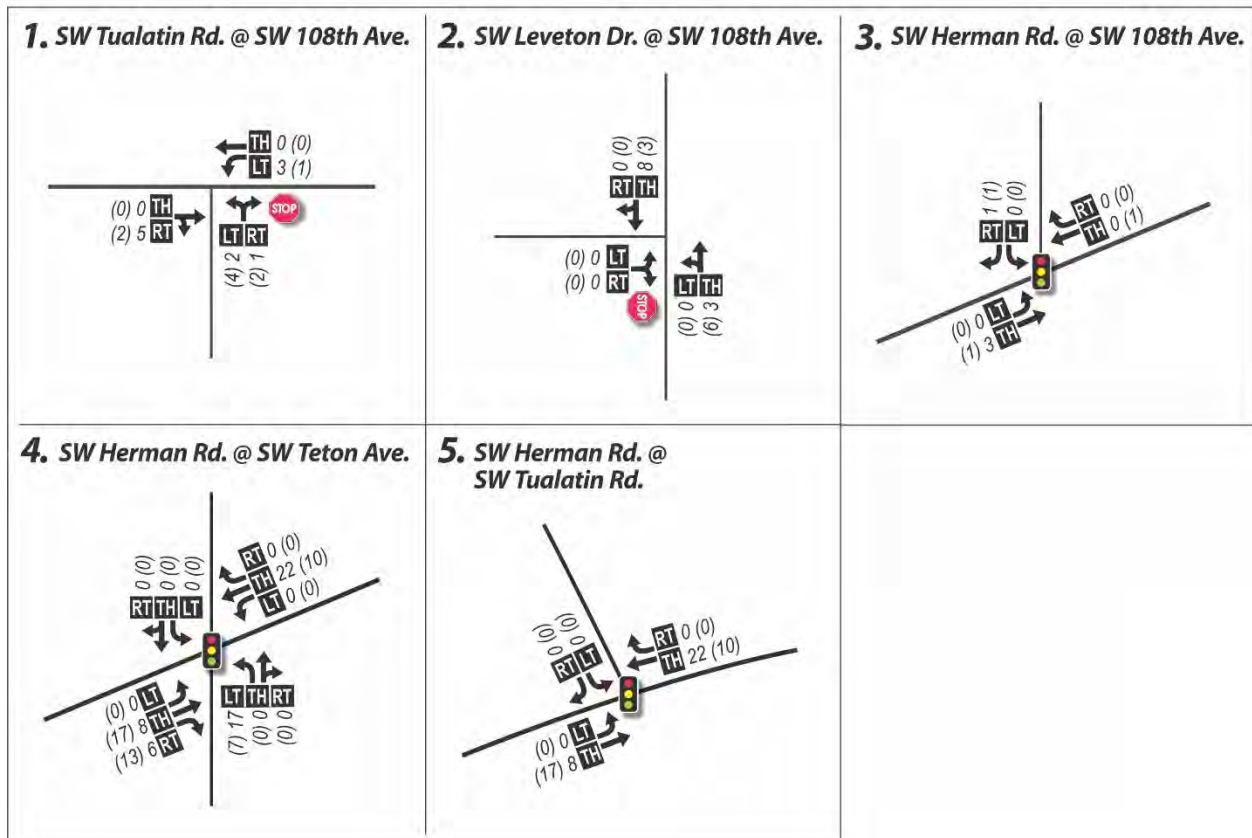 1. SW Tualatin Rd. @ SW 108th Ave.
TH 0 (0)
LT 3 (1)
(0) 0 TH
(2) 5 RT
STOP
LT RT
(4) 2
(2) 1
2. SW Leveton Dr. @ SW 108th Ave.
0 (0)
8 (3)
RT TH
(0) 0 LT
(0) 0 RT
STOP
LT TH
(0) 0
(6) 3
3. SW Herman Rd. @ SW 108th Ave.
1 (1)
0 (0)
RT LT
RT 0 (0)
TH 0 (1)
(0) 0 LT
(1) 3 TH
4. SW Herman Rd. @ SW Teton Ave.
0 (0)
0 (0)
0 (0)
RT TH LT
RT 0 (0)
TH 22 (10)
LT 0 (0)
(0) 0 LT
(17) 8 TH
(13) 6 RT
LT TH RT
(7) 17
(0) 0
(0) 0
5. SW Herman Rd. @
SW Tualatin Rd.
(0) 0
(0) 0
RT LT
RT 0 (0)
TH 22 (10)
(0) 0 LT
(17) 8 TH